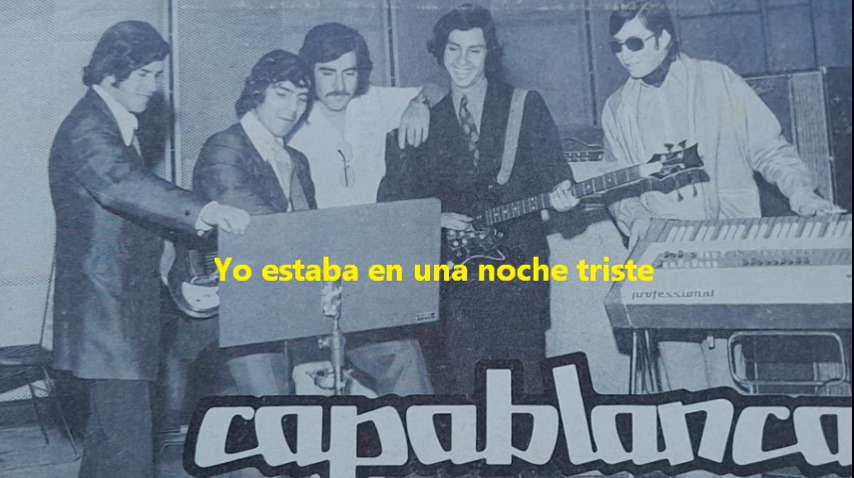 Yo estaba en una noche triste
professional
capablanca